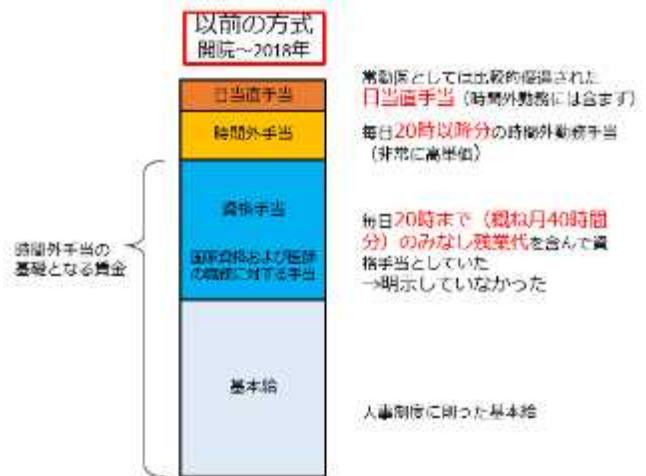 以前の方式
開院～2018年
日当直手当
時間外手当
資格手当
医師資格および医師
の職務に対する手当
基本給
時間外手当の
基礎となる賃金
常勤医としては比較的優遇された
日当直手当（時間外勤務には含まず）
毎日20時以降分の時間外勤務手当
（非常に高単価）
毎日20時まで（概ね月40時間
分）のみなし残業代を含んで資
格手当としていた
→明示していなかった
人事制度に則った基本給